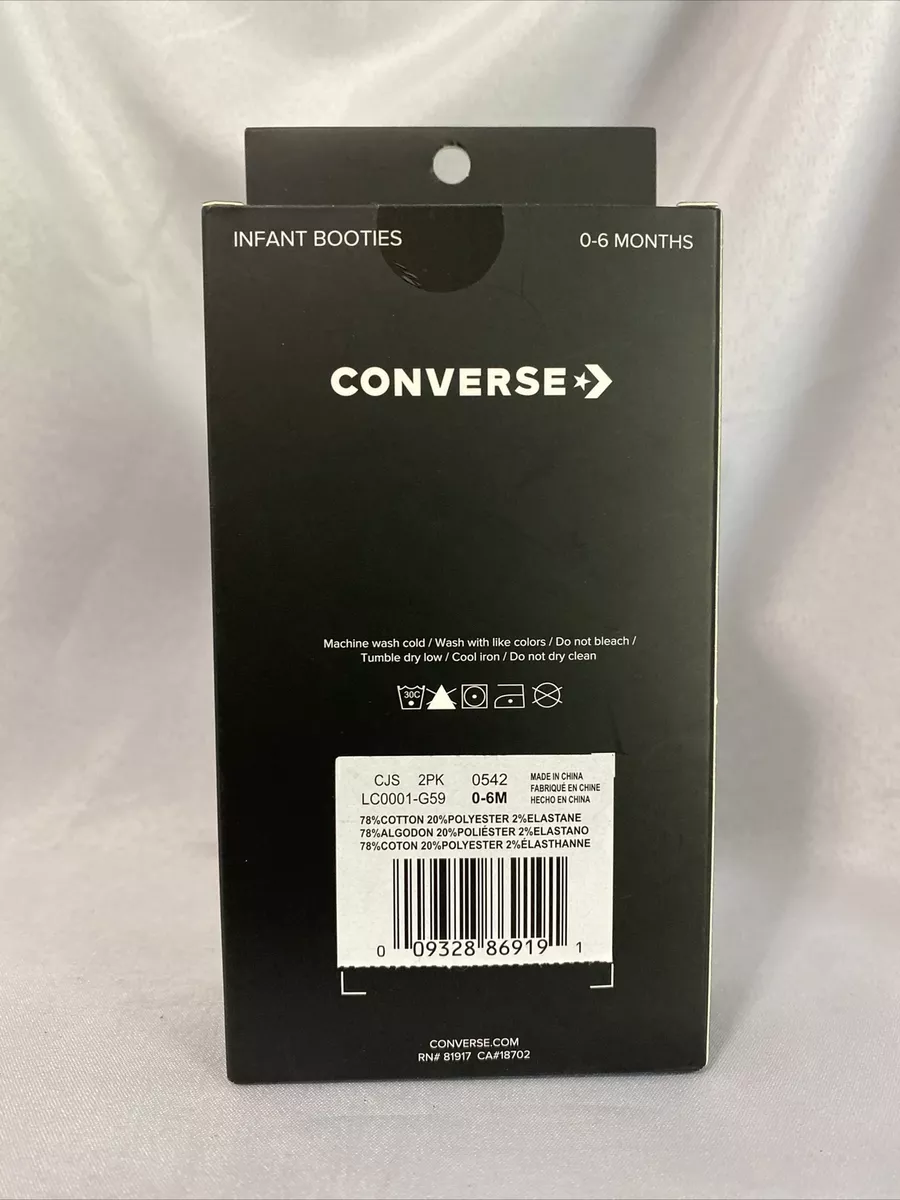 INFANT BOOTIES 0-6 MONTHS
CONVERSE
Machine wash cold / Wash with like colors / Do not bleach /
Tumble dry low / Cool iron / Do not dry clean
30C
CJS 2PK 0542
LC0001-G59 0-6M
MADE IN CHINA
FABRIQUÉ EN CHINE
HECHO EN CHINA
78%COTTON 20%POLYESTER 2%ELASTANE
78%ALGODON 20%POLIÉSTER 2%ELASTANO
78%COTON 20%POLYESTER 2%ÉLASTHANNE
0 09328 86919 1
CONVERSE.COM
RN# 81917 CA#18702